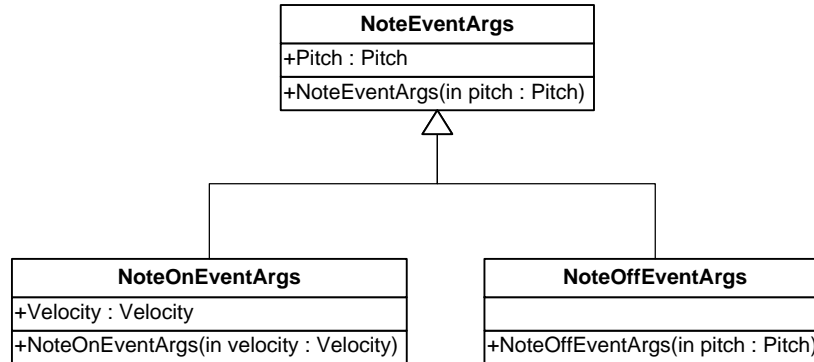 NoteEventArgs
+Pitch : Pitch
+NoteEventArgs(in pitch : Pitch)
NoteOnEventArgs
+Velocity : Velocity
+NoteOnEventArgs(in velocity : Velocity)
NoteOffEventArgs
+NoteOffEventArgs(in pitch : Pitch)